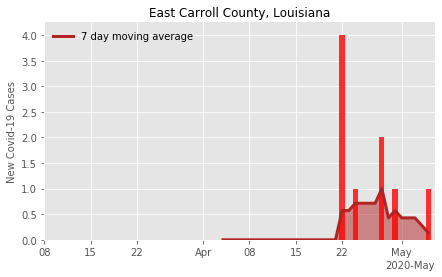 East Carroll County, Louisiana
7 day moving average
New Covid-19 Cases
4.0
3.5
3.0
2.5
2.0
1.5
1.0
0.5
0.0
08 15 22 Apr 08 15 22 May
2020-May